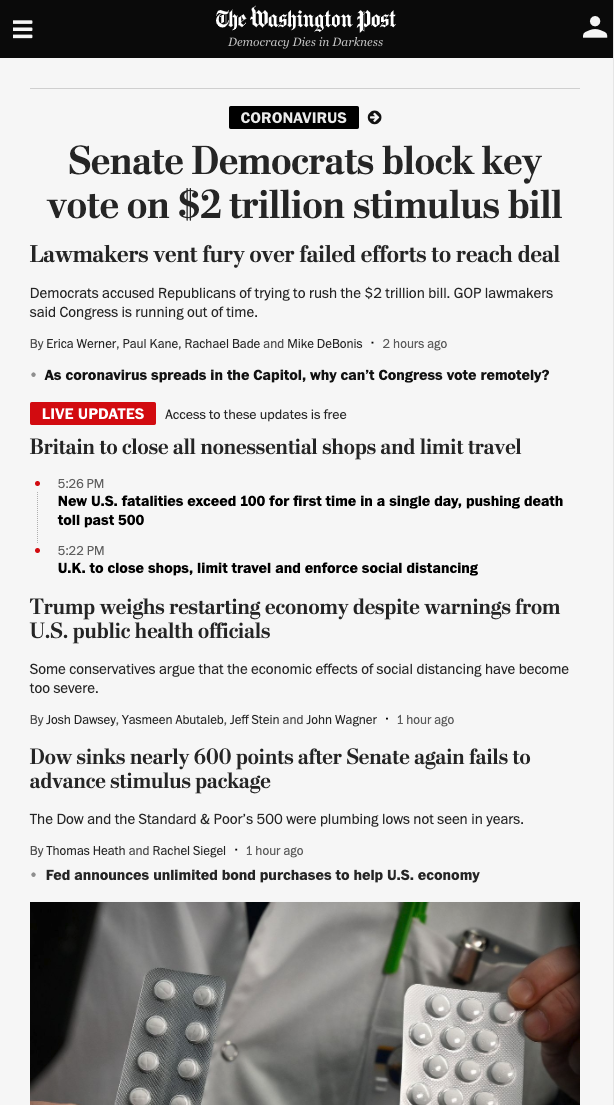 The Washington Post
Democracy Dies in Darkness
CORONAVIRUS
Senate Democrats block key
vote on $2 trillion stimulus bill
Lawmakers vent fury over failed efforts to reach deal
Democrats accused Republicans of trying to rush the $2 trillion bill. GOP lawmakers
said Congress is running out of time.
By Erica Werner, Paul Kane, Rachael Bade and Mike DeBonis • 2 hours ago
• As coronavirus spreads in the Capitol, why can't Congress vote remotely?
LIVE UPDATES Access to these updates is free
Britain to close all nonessential shops and limit travel
5:26 PM
New U.S. fatalities exceed 100 for first time in a single day, pushing death
toll past 500
5:22 PM
U.K. to close shops, limit travel and enforce social distancing
Trump weighs restarting economy despite warnings from
U.S. public health officials
Some conservatives argue that the economic effects of social distancing have become
too severe.
By Josh Dawsey, Yasmeen Abutaleb, Jeff Stein and John Wagner • 1 hour ago
Dow sinks nearly 600 points after Senate again fails to
advance stimulus package
The Dow and the Standard & Poor's 500 were plumbing lows not seen in years.
By Thomas Heath and Rachel Siegel • 1 hour ago
• Fed announces unlimited bond purchases to help U.S. economy